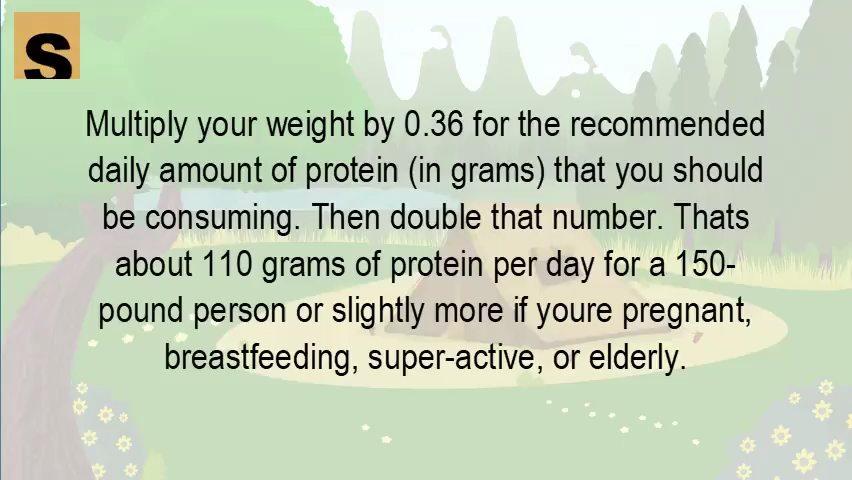 S
Multiply your weight by 0.36 for the recommended
daily amount of protein (in grams) that you should
be consuming. Then double that number. Thats
about 110 grams of protein per day for a 150-
pound person or slightly more if youre pregnant,
breastfeeding, super-active, or elderly.